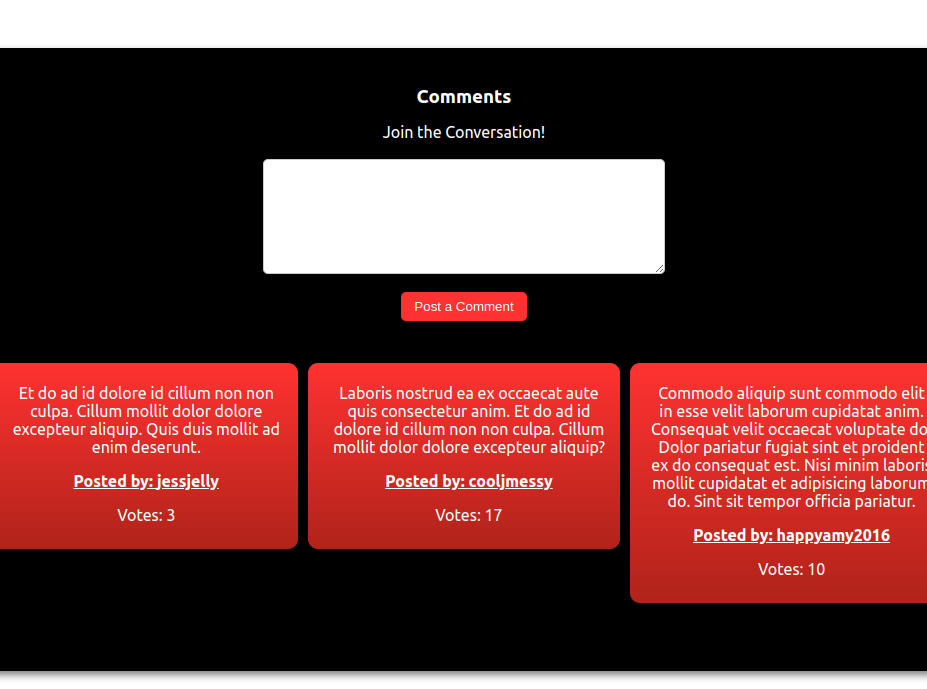 Comments
Join the Conversation!
Post a Comment
Et do ad id dolore id cillum non non
culpa. Cillum mollit dolor dolore
excepteur aliquip. Quis duis mollit ad
enim deserunt.
Posted by: jessjelly
Votes: 3
Laboris nostrud ea ex occaecat aute
quis consectetur anim. Et do ad id
dolore id cillum non non culpa. Cillum
mollit dolor dolore excepteur aliquip?
Posted by: cooljmessy
Votes: 17
Commodo aliquip sunt commodo elit
in esse velit laborum cupidatat anim.
Consequat velit occaecat voluptate do.
Dolor pariatur fugiat sint et proident
ex do consequat est. Nisi minim laboris
mollit cupidatat et adipisicing laborum
do. Sint sit tempor officia pariatur.
Posted by: happyamy2016
Votes: 10